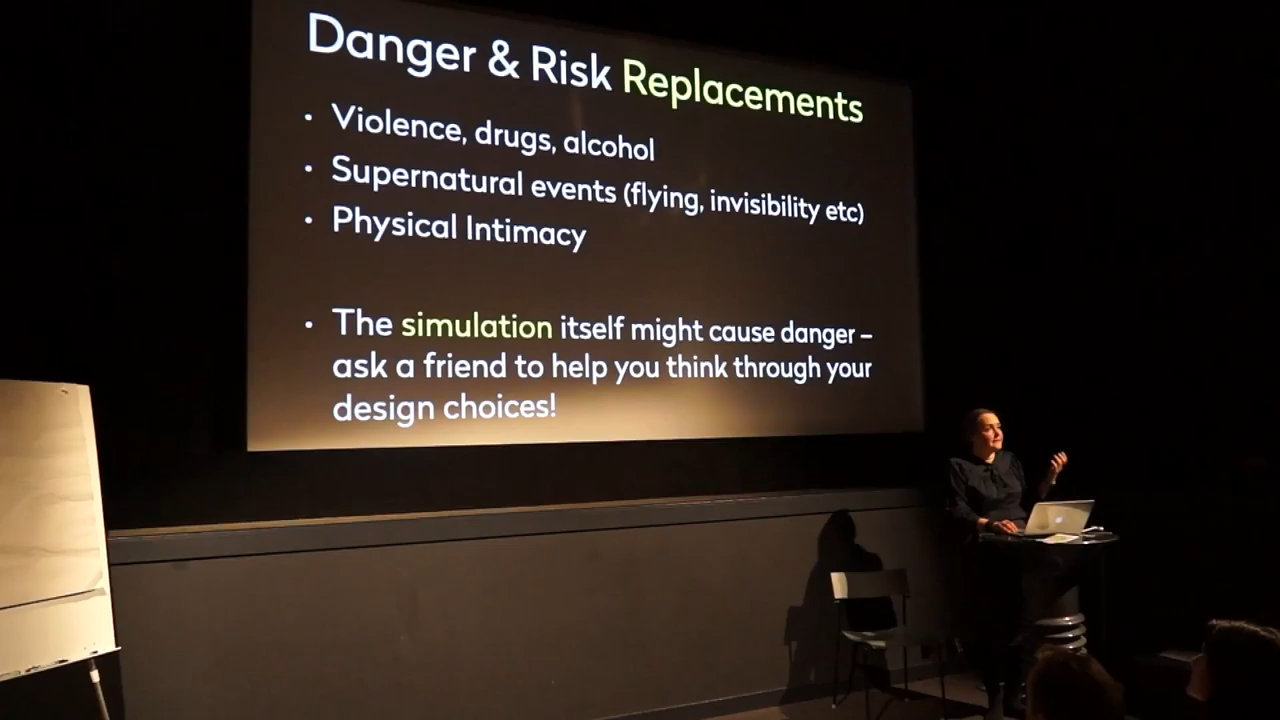 Danger & Risk Replacements
• Violence, drugs, alcohol
• Supernatural events (flying, invisibility etc)
• Physical Intimacy
• The simulation itself might cause danger –
ask a friend to help you think through your
design choices!